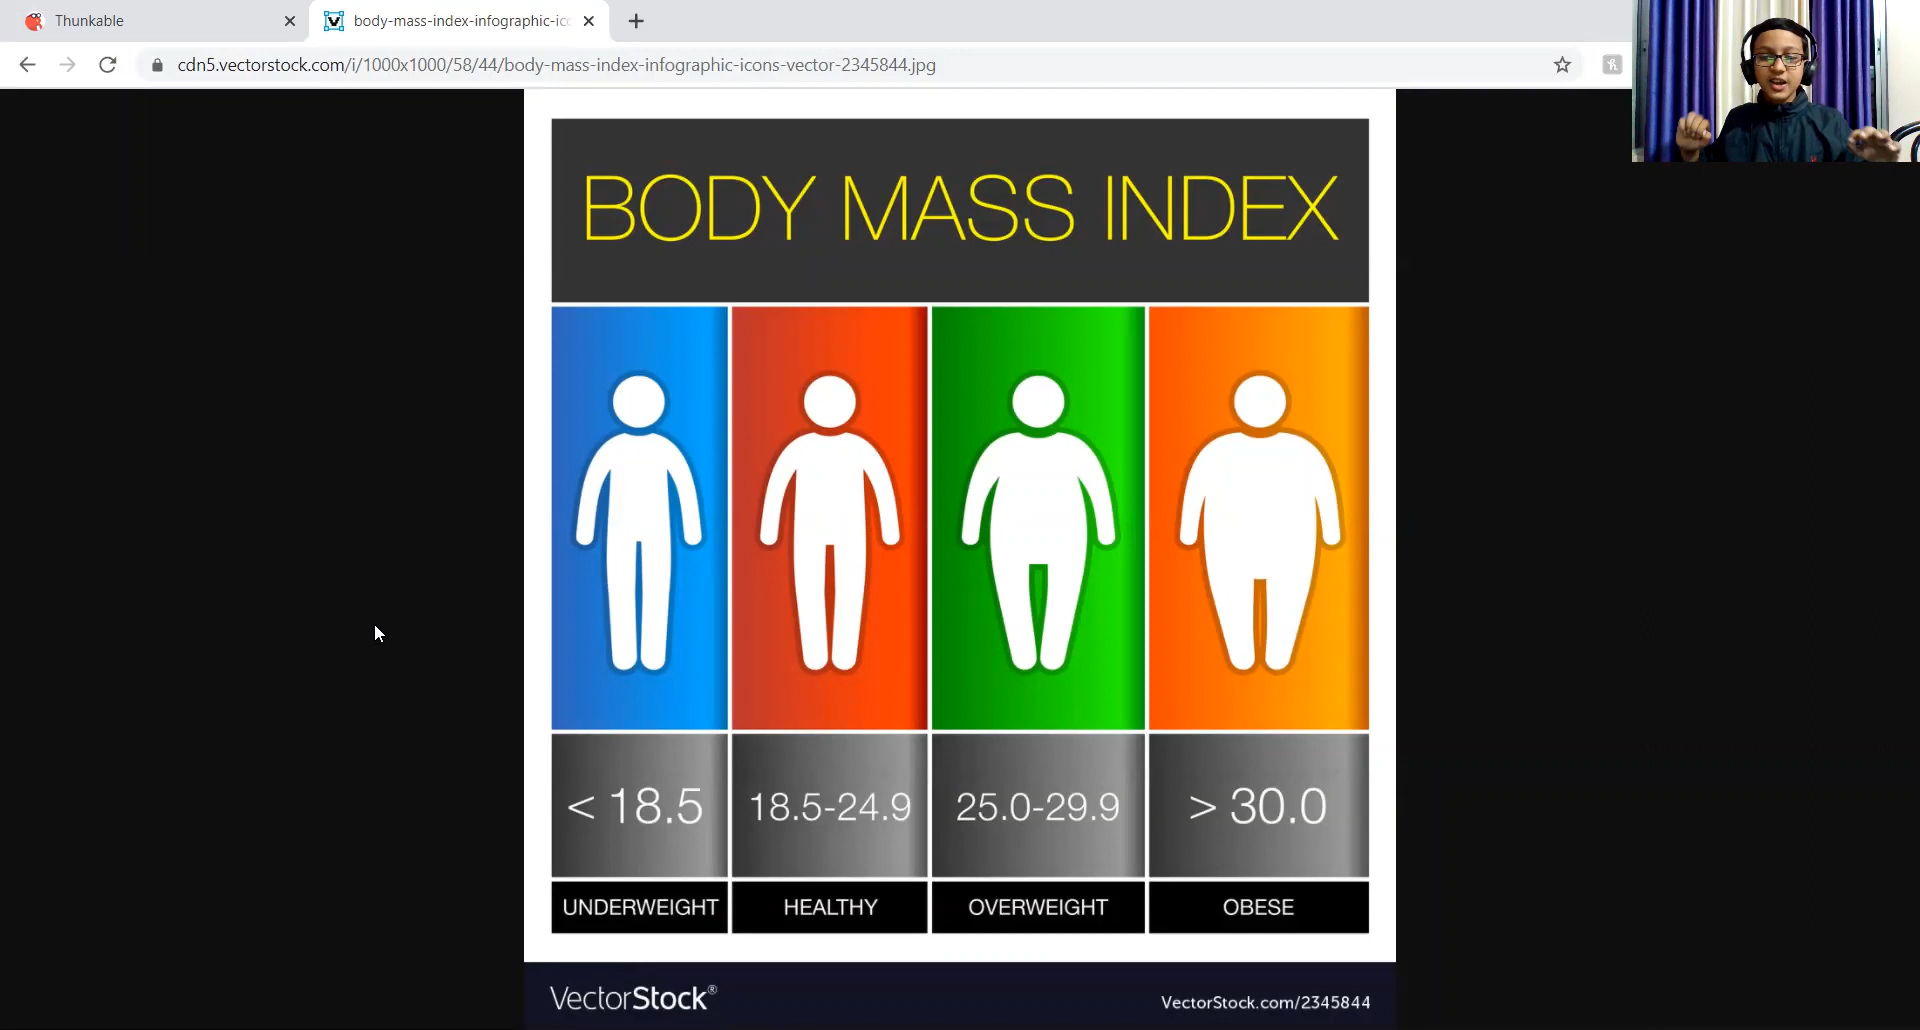 Thunkable
body-mass-index-infographic-ic
cdn5.vectorstock.com/i/1000x1000/58/44/body-mass-index-infographic-icons-vector-2345844.jpg
BODY MASS INDEX
< 18.5
18.5-24.9
25.0-29.9
> 30.0
UNDERWEIGHT
HEALTHY
OVERWEIGHT
OBESE
VectorStock®
VectorStock.com/2345844